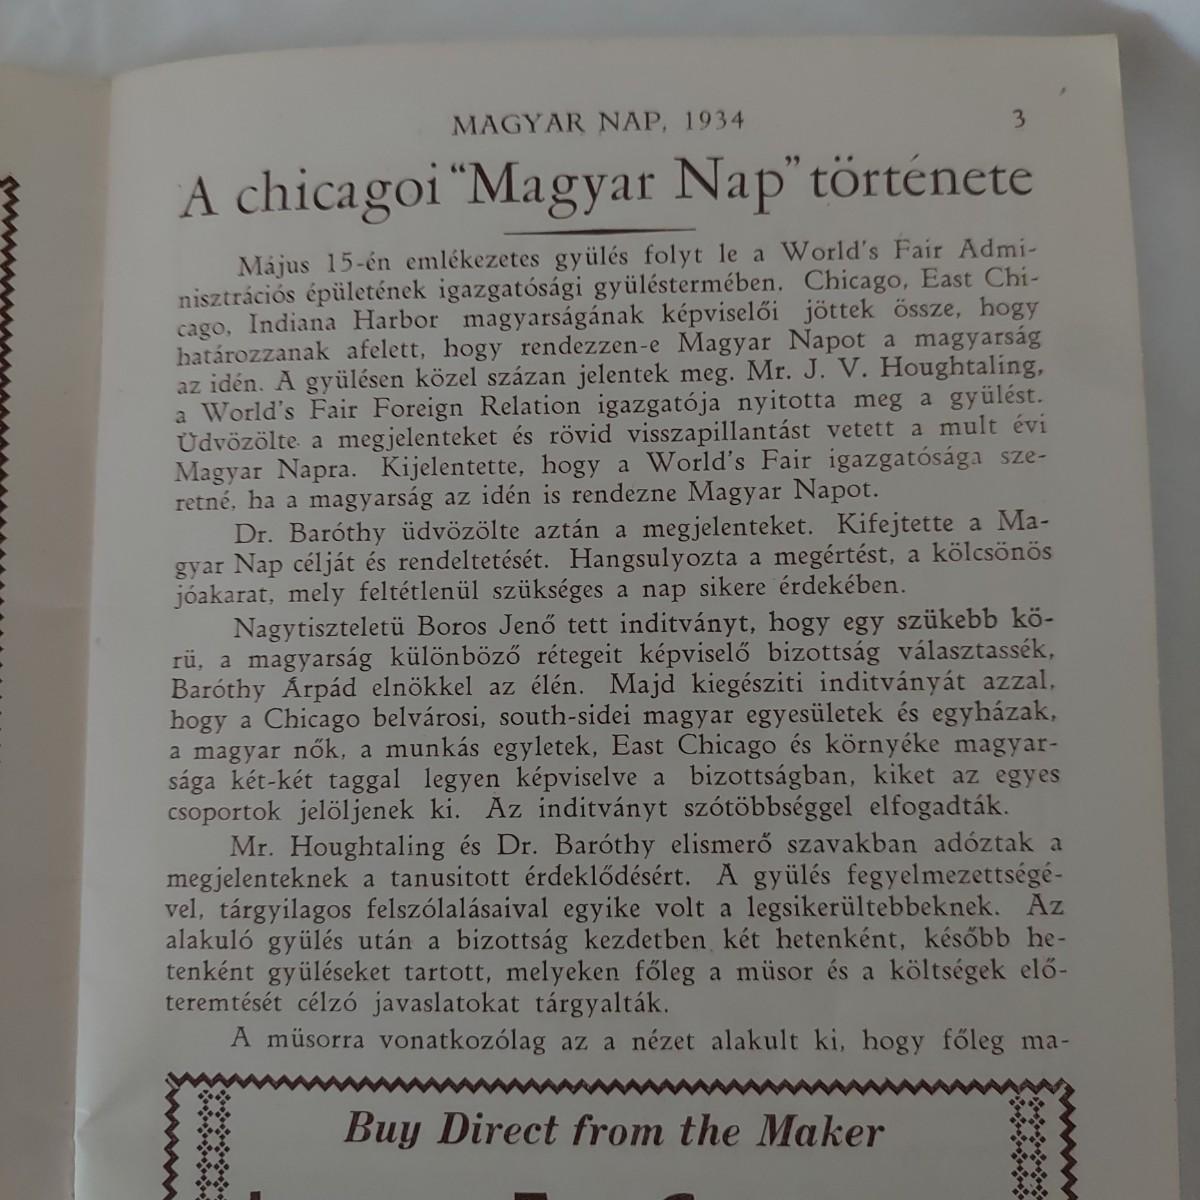 MAGYAR NAP, 1934
3
A chicagoi "Magyar Nap" története
Május 15-én emlékezetes gyülés folyt le a World's Fair Admi-
nisztrációs épületének igazgatósági gyüléstermében. Chicago, East Chi-
cago, Indiana Harbor magyarságának képviselői jöttek össze, hogy
határozzanak afelett, hogy rendezzen-e Magyar Napot a magyarság
az idén. A gyülésen közel százan jelentek meg. Mr. J. V. Houghtaling,
a World's Fair Foreign Relation igazgatója nyitotta meg a gyülést.
Üdvözölte a megjelenteket és rövid visszapillantást vetett a mult évi
Magyar Napra. Kijelentette, hogy a World's Fair igazgatósága sze-
retné, ha a magyarság az idén is rendezne Magyar Napot.
Dr. Baróthy üdvözölte aztán a megjelenteket. Kifejtette a Ma-
gyar Nap célját és rendeltetését. Hangsulyozta a megértést, a kölcsönös
jóakarat, mely feltétlenül szükséges a nap sikere érdekében.
Nagytiszteletü Boros Jenő tett inditványt, hogy egy szükebb kö-
rü, a magyarság különböző rétegeit képviselő bizottság választassék,
Baróthy Árpád elnökkel az élén. Majd kiegésziti inditványát azzal,
hogy a Chicago belvárosi, south-sidei magyar egyesületek és egyházak,
a magyar nők, a munkás egyletek, East Chicago és környéke magyar-
sága két-két taggal legyen képviselve a bizottságban, kiket az egyes
csoportok jelöljenek ki. Az inditványt szótöbbséggel elfogadták.
Mr. Houghtaling és Dr. Baróthy elismerő szavakban adóztak a
megjelenteknek a tanusitott érdeklődésért. A gyülés fegyelmezettségé-
vel, tárgyilagos felszólalásaival egyike volt a legsikerültebbeknek. Az
alakuló gyülés után a bizottság kezdetben két hetenként, később he-
tenként gyüléseket tartott, melyeken főleg a müsor és a költségek elő-
teremtését célzó javaslatokat tárgyalták.
A müsorra vonatkozólag az a nézet alakult ki, hogy főleg ma-
Buy Direct from the Maker